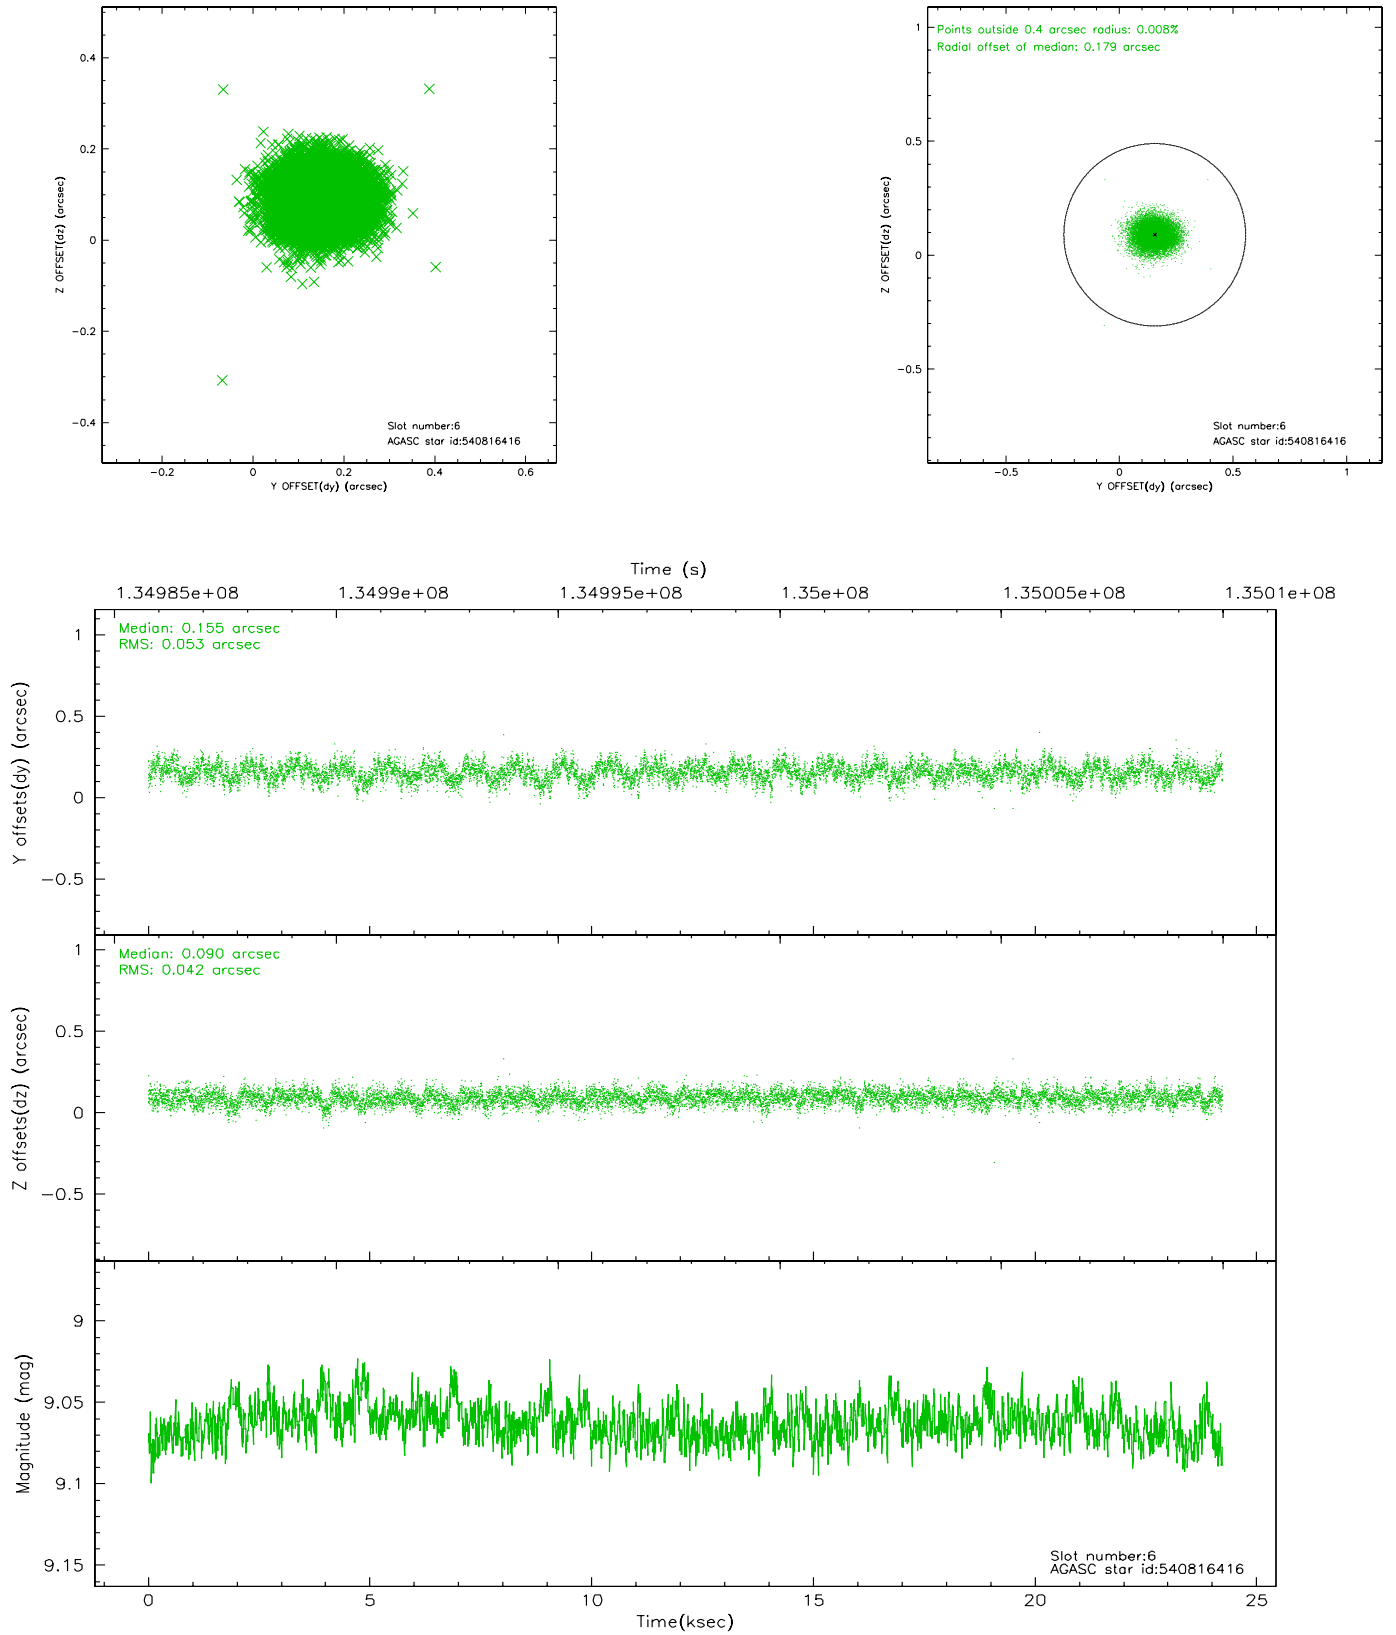 0.4
0.2
0
−0.2
−0.4
Z OFFSET(dz) (arcsec)
Slot number:6
AGASC star id:540816416
−0.2 0 0.2 0.4 0.6
Y OFFSET(dy) (arcsec)
Points outside 0.4 arcsec radius: 0.008%
Radial offset of median: 0.179 arcsec
1
0.5
0
−0.5
Z OFFSET(dz) (arcsec)
Slot number:6
AGASC star id:540816416
−0.5 0 0.5 1
Y OFFSET(dy) (arcsec)
Time (s)
1.34985e+08 1.3499e+08 1.34995e+08 1.35e+08 1.35005e+08 1.3501e+08
Median: 0.155 arcsec
RMS: 0.053 arcsec
1
0.5
0
−0.5
Y offsets(dy) (arcsec)
Median: 0.090 arcsec
RMS: 0.042 arcsec
1
0.5
0
−0.5
Z offsets(dz) (arcsec)
9
9.05
9.1
9.15
Magnitude (mag)
Slot number:6
AGASC star id:540816416
0 5 10 15 20 25
Time(ksec)